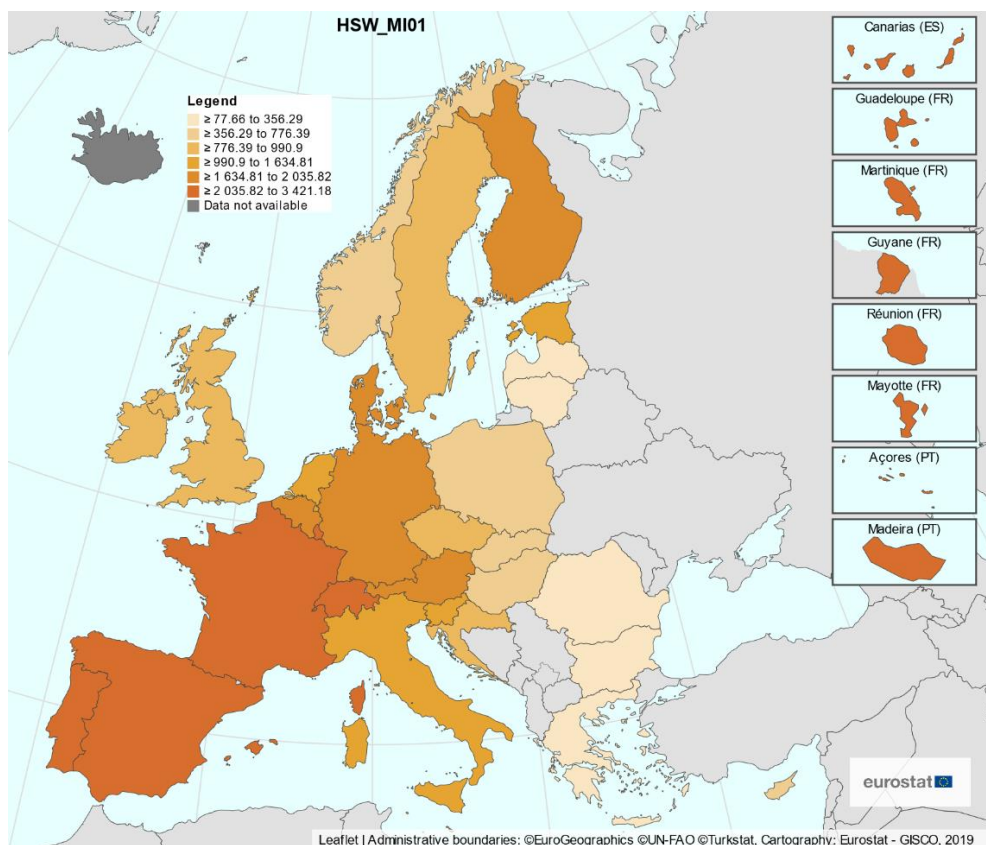 HSW_MI01
Legend
≥ 77.66 to 356.29
≥ 356.29 to 776.39
≥ 776.39 to 990.9
≥ 990.9 to 1 634.81
≥ 1 634.81 to 2 035.82
≥ 2 035.82 to 3 421.18
Data not available
Canarias (ES)
Guadeloupe (FR)
Martinique (FR)
Guyane (FR)
Réunion (FR)
Mayotte (FR)
Açores (PT)
Madeira (PT)
eurostat
Leaflet | Administrative boundaries: ©EuroGeographics ©UN-FAO ©Turkstat, Cartography: Eurostat - GISCO, 2019